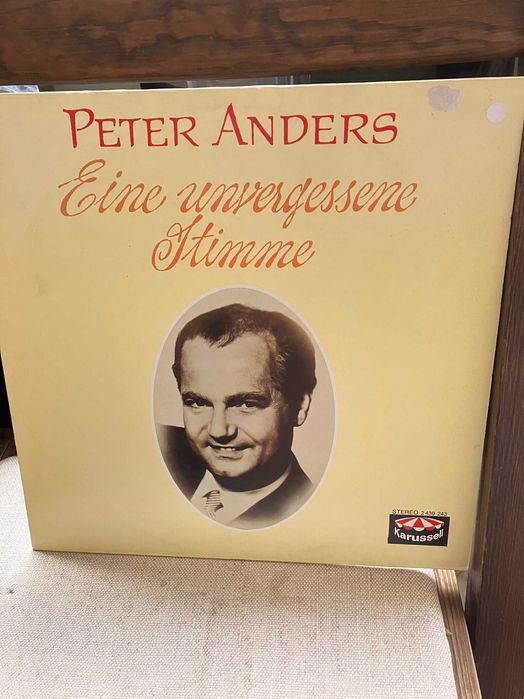 PETER ANDERS
Eine unvergessene
Stimme
STEREO 2430 243
Karussell